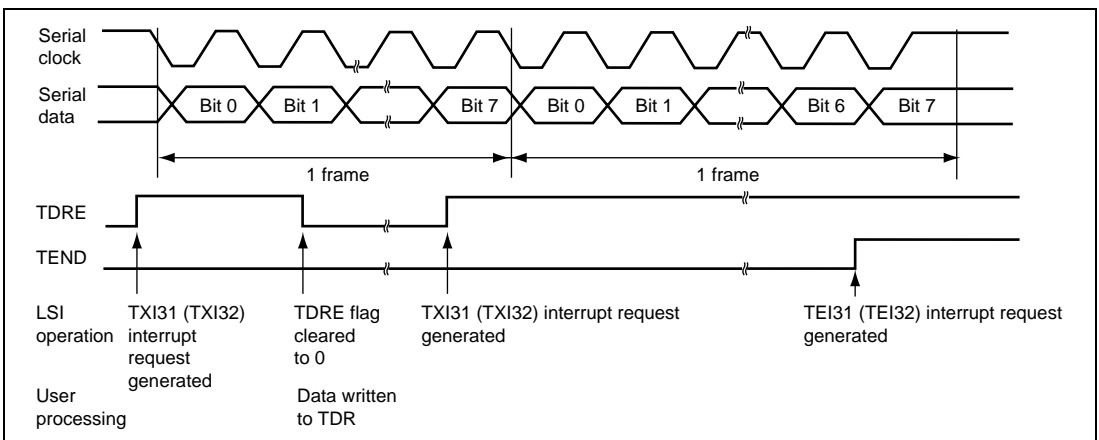 Serial
clock
Serial
data
Bit 0 Bit 1 Bit 7 Bit 0 Bit 1 Bit 6 Bit 7
1 frame 1 frame
TDRE
TEND
LSI
operation
TXI31 (TXI32)
interrupt
request
generated
TDRE flag
cleared
to 0
TXI31 (TXI32) interrupt request
generated
TEI31 (TEI32) interrupt request
generated
User
processing
Data written
to TDR